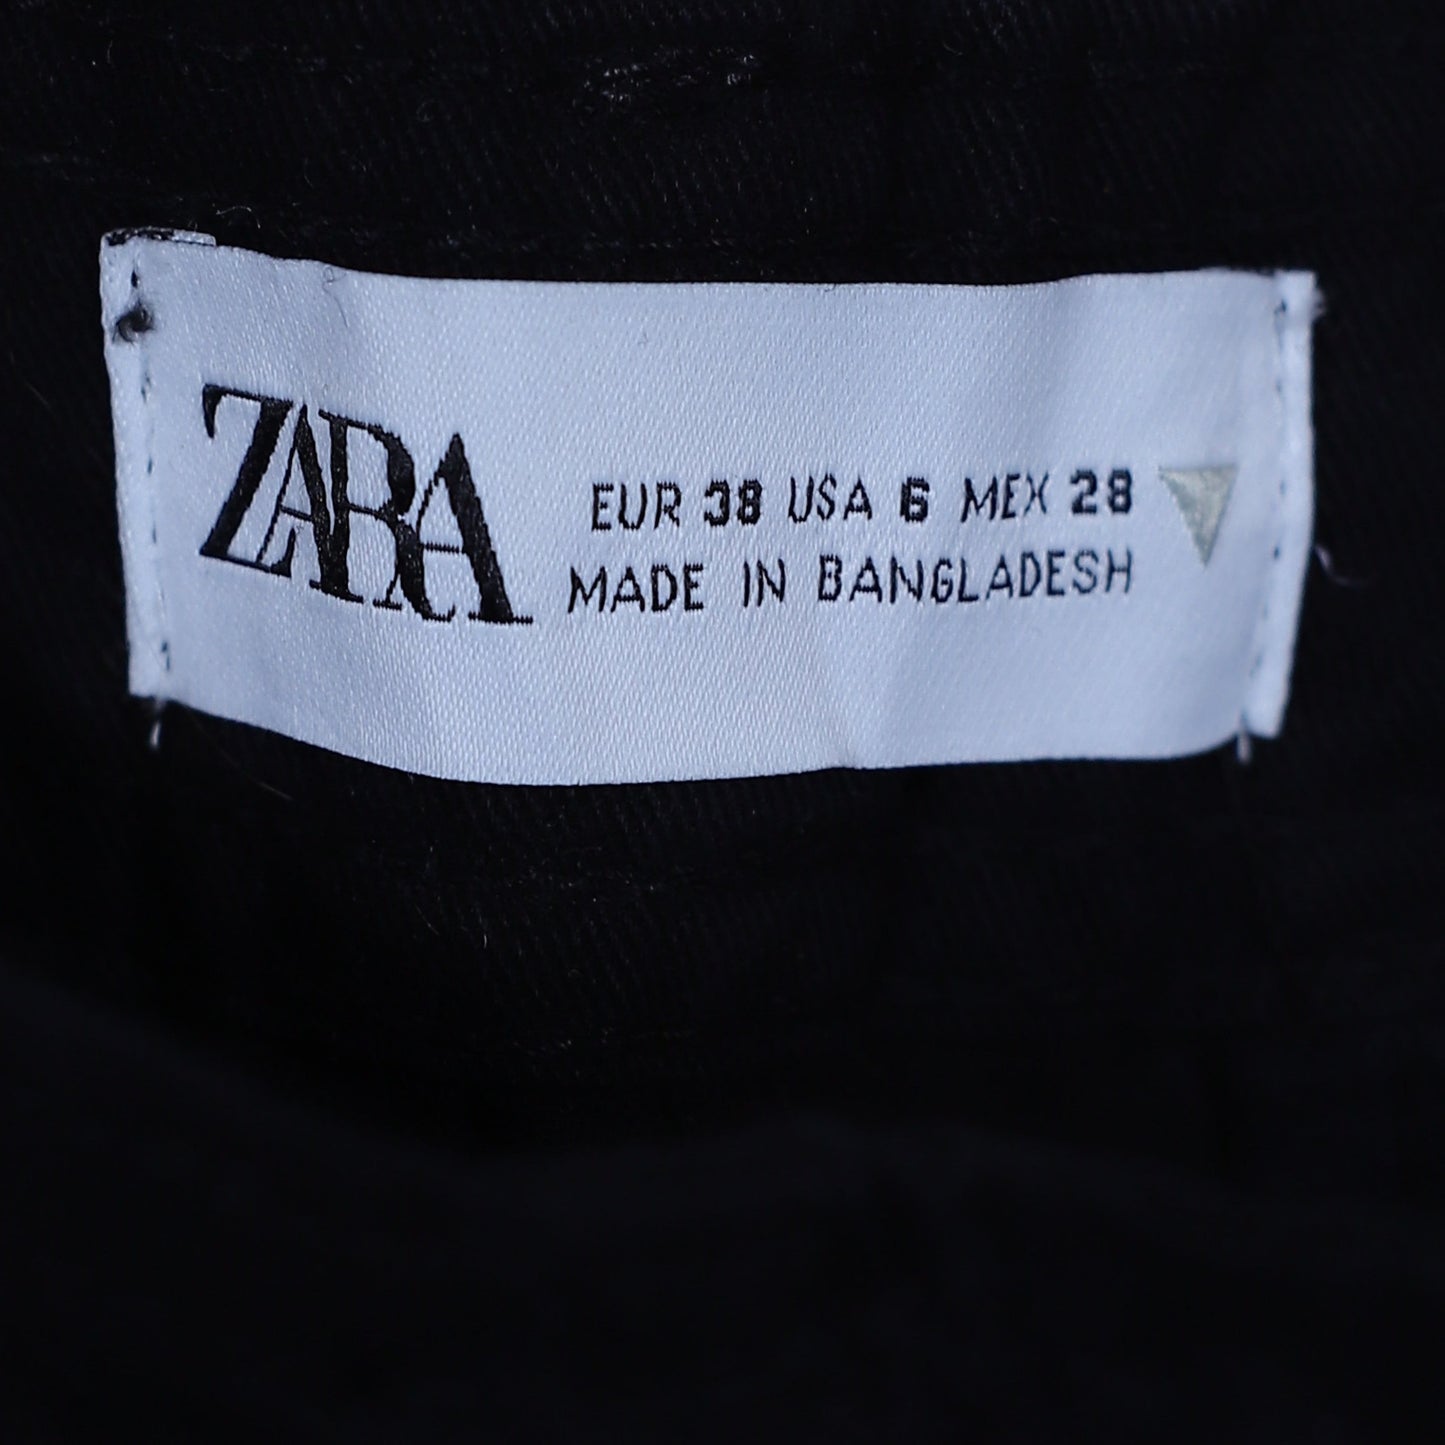 ZARA
EUR 38 USA 6 MEX 28
MADE IN BANGLADESH